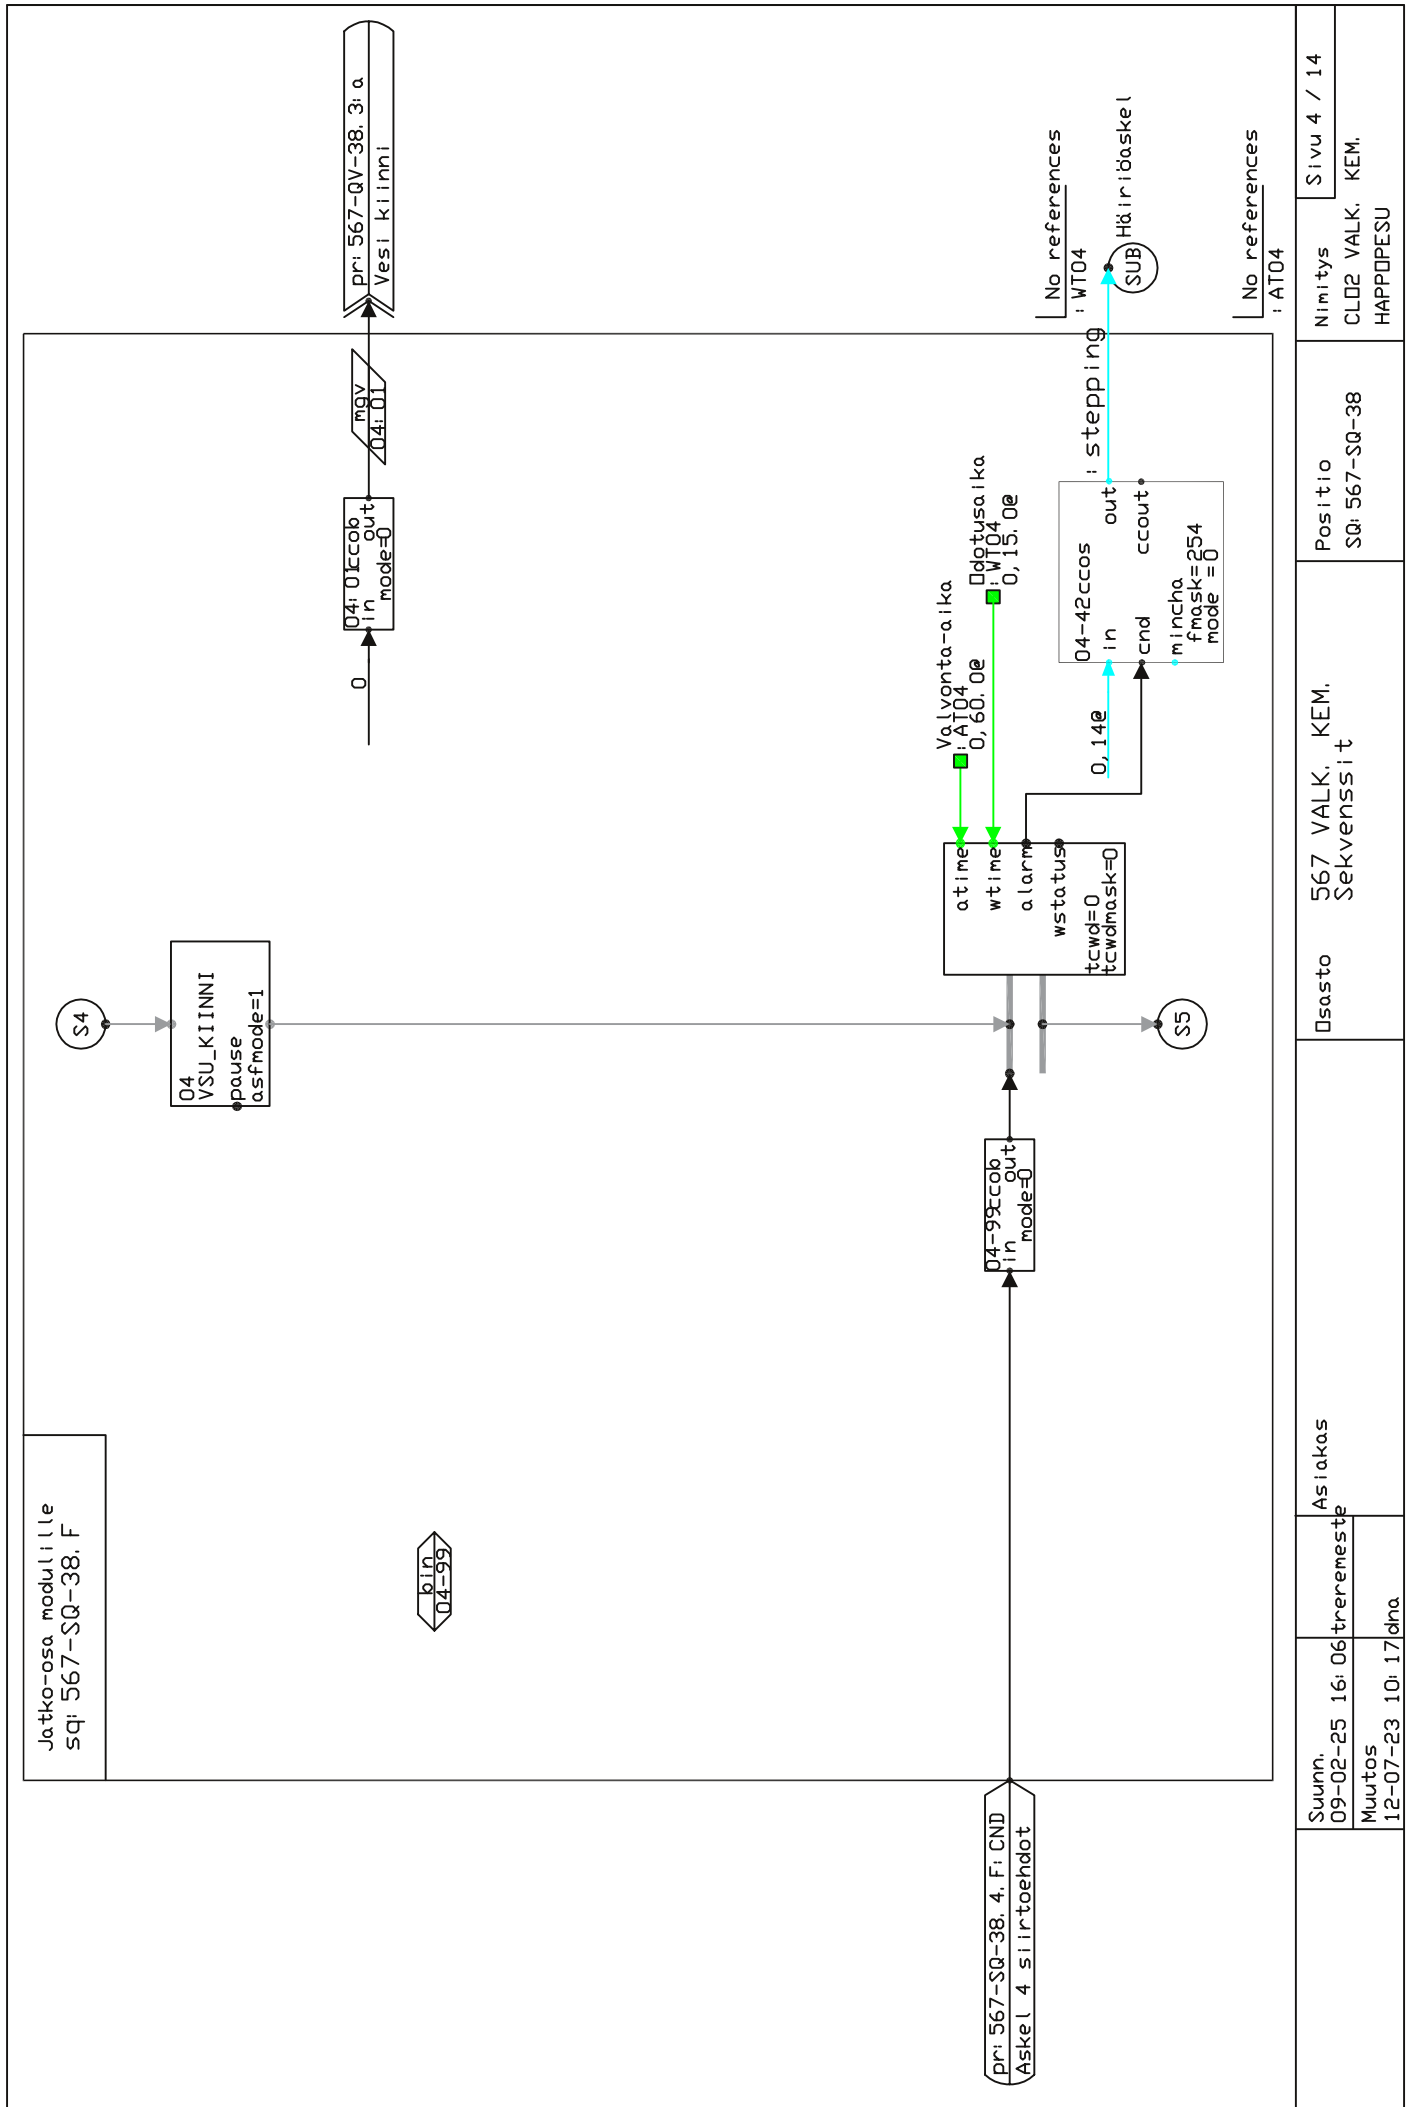 Jatko-osa modulille
sq: 567-SQ-38. F
S4
04
VSU_KIINNI
pause
asfmode=1
0
04: 01ccob
in out
mode=0
mgv
04: 01
pr: 567-QV-38. 3: a
Vesi kiinni
bin
04-99
pr: 567-SQ-38. 4. F: CND
Askel 4 siirtoehdot
04-99ccob
in out
mode=0
atime
wtime
alarm
wstatus
tcwd=0
tcwdmask=0
S5
Valvonta-aika
: AT04
0, 60. 0@
Odotusaika
: WT04
0, 15. 0@
0, 14@
04-42ccos
in out
cnd ccout
mincha
fmask=254
mode =0
: stepping
SUB
Häiriöaskel
No references
: WT04
No references
: AT04
Suunn.
09-02-25 16: 06 treremeste
Muutos
12-07-23 10: 17 dna
Asiakas
Osasto
567 VALK. KEM.
Sekvenssit
Positio
SQ: 567-SQ-38
Nimitys
CLO2 VALK. KEM.
HAPPOPESU
Sivu 4 / 14